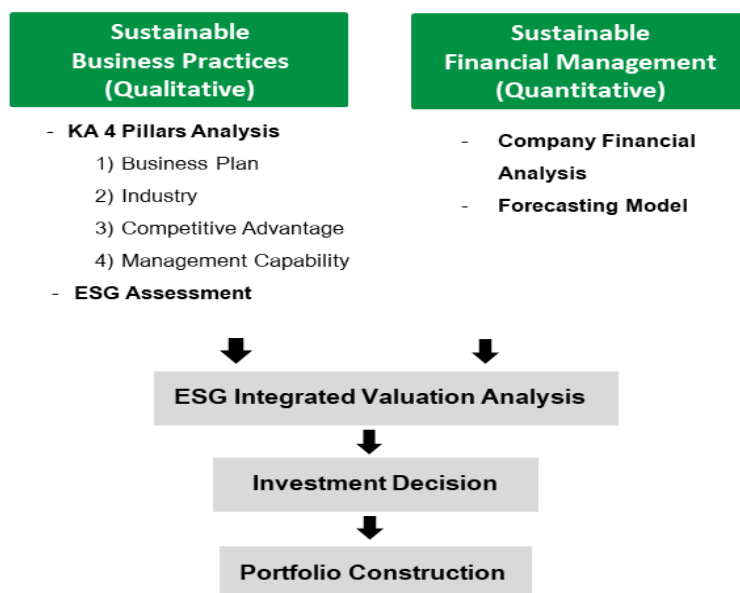 Sustainable
Business Practices
(Qualitative)
- KA 4 Pillars Analysis
1) Business Plan
2) Industry
3) Competitive Advantage
4) Management Capability
- ESG Assessment
Sustainable
Financial Management
(Quantitative)
- Company Financial
Analysis
- Forecasting Model
ESG Integrated Valuation Analysis
Investment Decision
Portfolio Construction